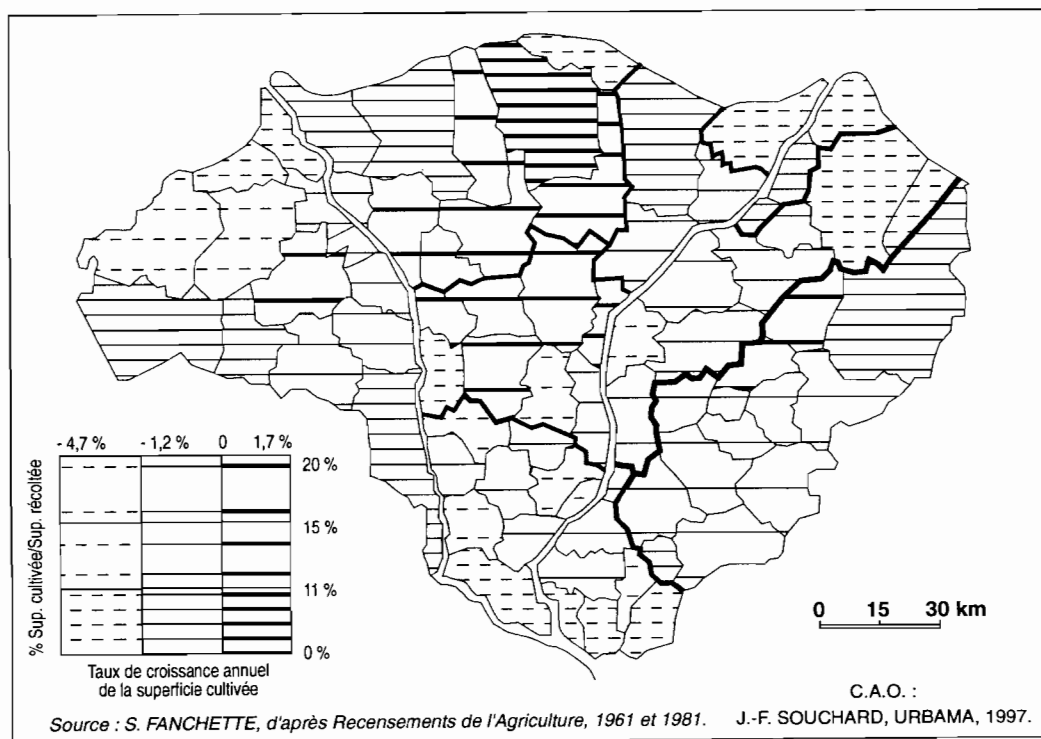 - 4,7 % - 1,2 % 0 1,7 %
20 %
15 %
11 %
0 %
% Sup. cultivée/Sup. récoltée
Taux de croissance annuel
de la superficie cultivée
0 15 30 km
C.A.O. :
Source : S. FANCHETTE, d'après Recensements de l'Agriculture, 1961 et 1981. J.-F. SOUCHARD, URBAMA, 1997.